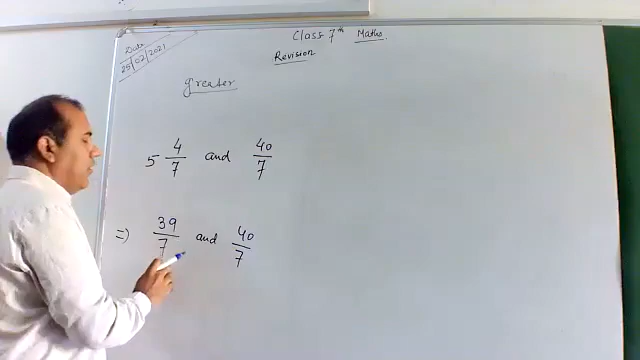 Date
25/02/2021
Class 7th Maths
Revision
greater
5 4/7 and 40/7
⇒ 39/7 and 40/7